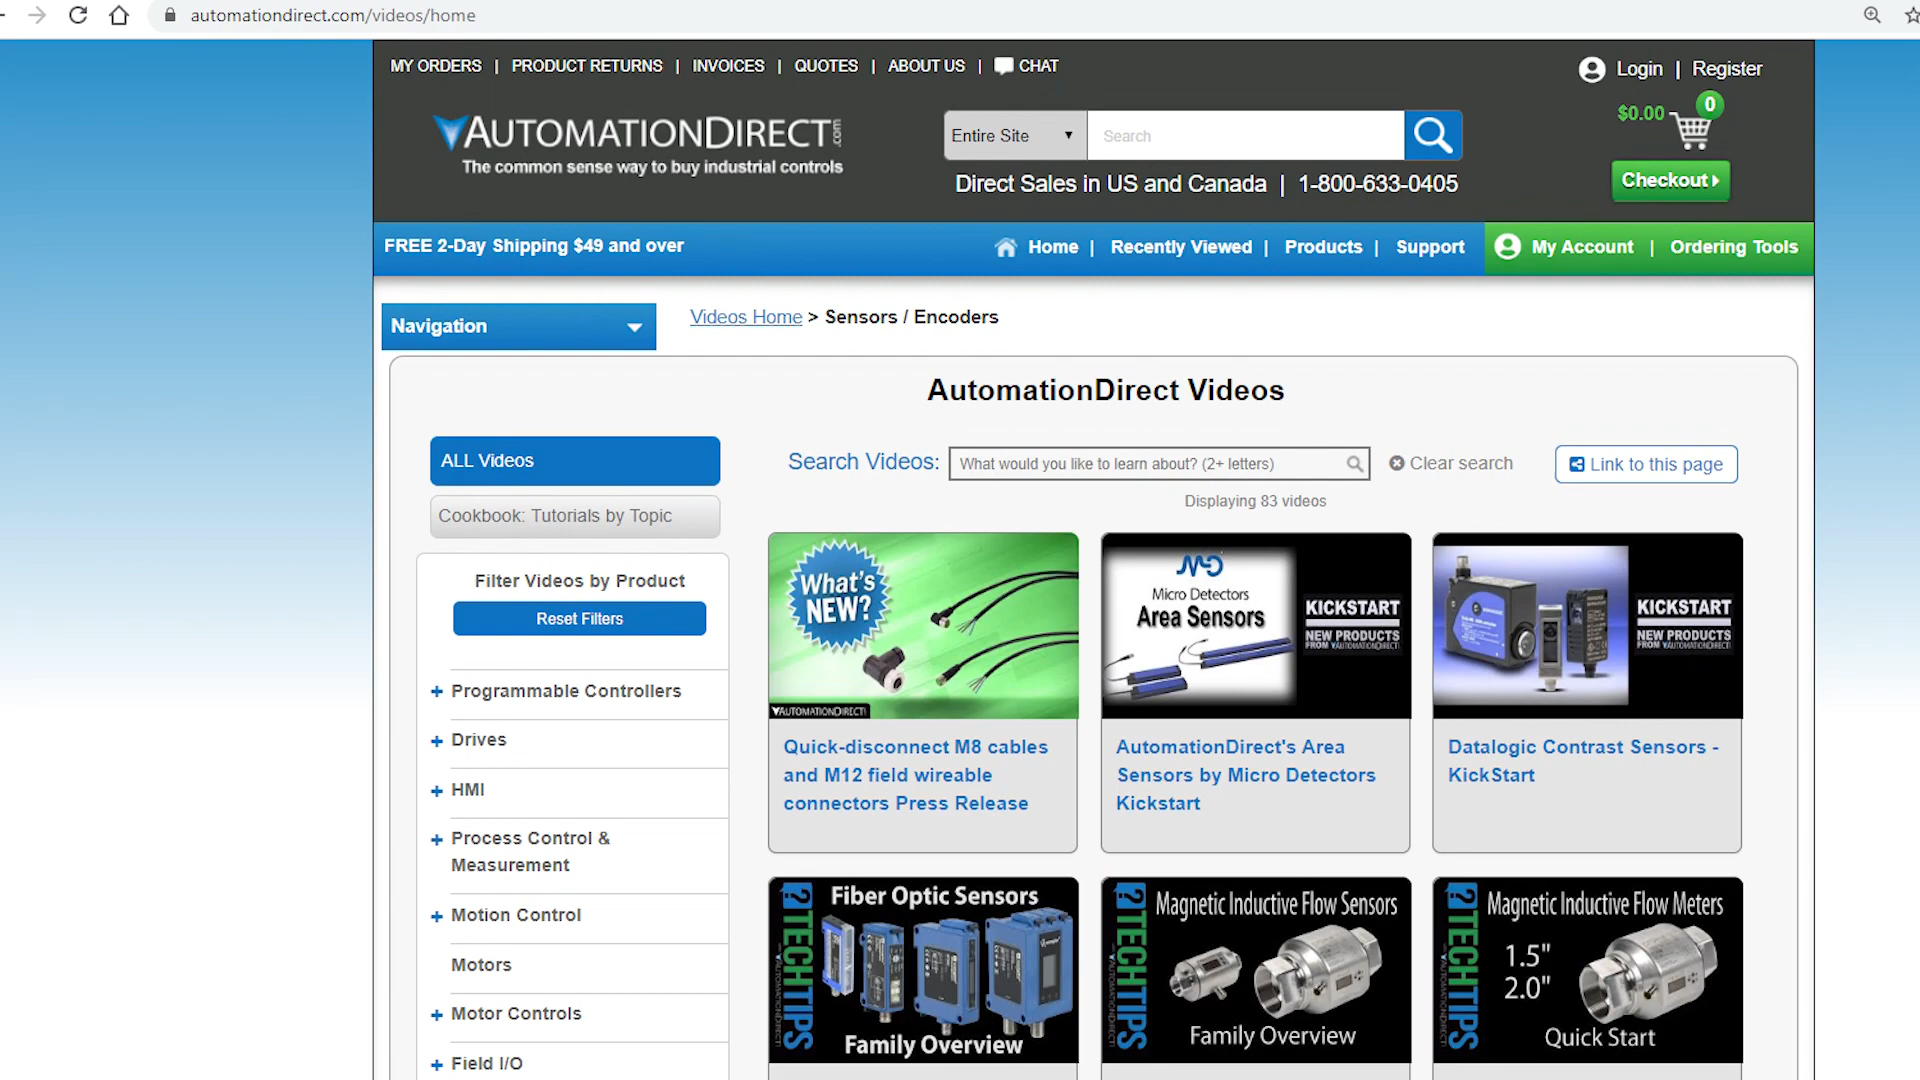 automationdirect.com/videos/home
MY ORDERS | PRODUCT RETURNS | INVOICES | QUOTES | ABOUT US | CHAT
Login | Register
AUTOMATIONDIRECT.com
The common sense way to buy industrial controls
Entire Site
Search
$0.00
0
Direct Sales in US and Canada | 1-800-633-0405
Checkout
FREE 2-Day Shipping $49 and over
Home | Recently Viewed | Products | Support
My Account | Ordering Tools
Navigation
Videos Home > Sensors / Encoders
AutomationDirect Videos
ALL Videos
Cookbook: Tutorials by Topic
Search Videos:
What would you like to learn about? (2+ letters)
Clear search
Link to this page
Displaying 83 videos
Filter Videos by Product
Reset Filters
Programmable Controllers
Drives
HMI
Process Control &
Measurement
Motion Control
Motors
Motor Controls
Field I/O
What's
NEW?
AUTOMATIONDIRECT
Quick-disconnect M8 cables
and M12 field wireable
connectors Press Release
MD
Micro Detectors
Area Sensors
KICKSTART
NEW PRODUCTS
FROM AUTOMATIONDIRECT
AutomationDirect's Area
Sensors by Micro Detectors
Kickstart
KICKSTART
NEW PRODUCTS
FROM AUTOMATIONDIRECT
Datalogic Contrast Sensors -
KickStart
TECHTIPS
Fiber Optic Sensors
Family Overview
TECHTIPS
Magnetic Inductive Flow Sensors
Family Overview
TECHTIPS
Magnetic Inductive Flow Meters
1.5"
2.0"
Quick Start